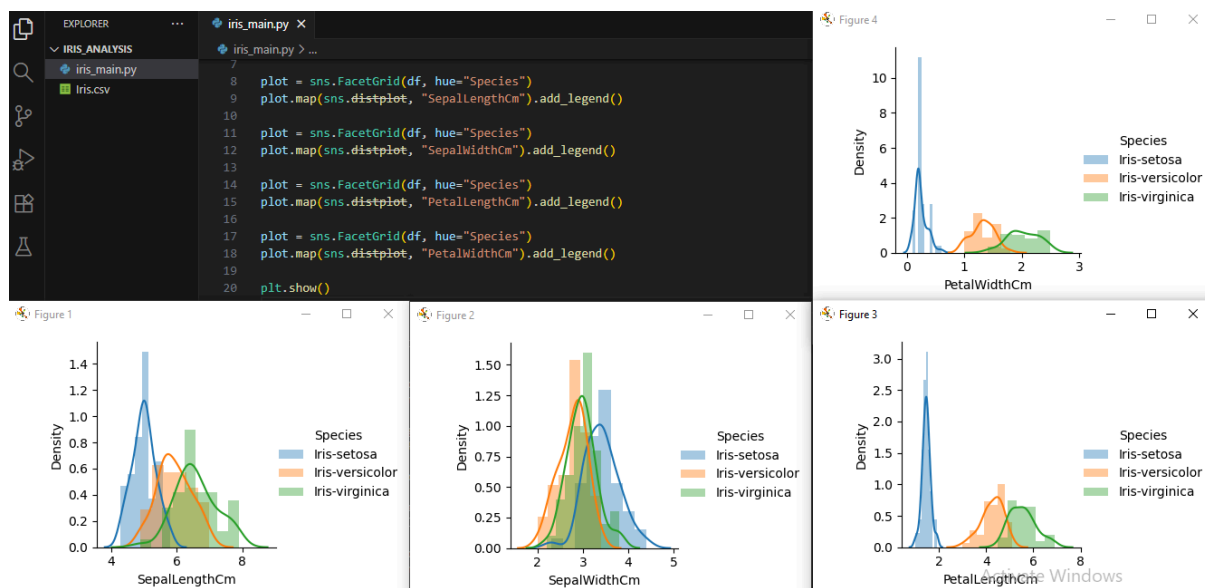 EXPLORER
···
IRIS_ANALYSIS
iris_main.py
Iris.csv
iris_main.py
iris_main.py > ...
7
8 plot = sns.FacetGrid(df, hue="Species")
9 plot.map(sns.distplot, "SepalLengthCm").add_legend()
10
11 plot = sns.FacetGrid(df, hue="Species")
12 plot.map(sns.distplot, "SepalWidthCm").add_legend()
13
14 plot = sns.FacetGrid(df, hue="Species")
15 plot.map(sns.distplot, "PetalLengthCm").add_legend()
16
17 plot = sns.FacetGrid(df, hue="Species")
18 plot.map(sns.distplot, "PetalWidthCm").add_legend()
19
20 plt.show()
Figure 4
10
8
6
4
2
0
Density
Species
Iris-setosa
Iris-versicolor
Iris-virginica
0 1 2 3
PetalWidthCm
Figure 1
1.4
1.2
1.0
0.8
0.6
0.4
0.2
0.0
Density
Species
Iris-setosa
Iris-versicolor
Iris-virginica
4 6 8
SepalLengthCm
Figure 2
1.50
1.25
1.00
0.75
0.50
0.25
0.00
Density
Species
Iris-setosa
Iris-versicolor
Iris-virginica
2 3 4 5
SepalWidthCm
Figure 3
3.0
2.5
2.0
1.5
1.0
0.5
0.0
Density
Species
Iris-setosa
Iris-versicolor
Iris-virginica
2 4 6 8
PetalLengthCm
Activate Windows